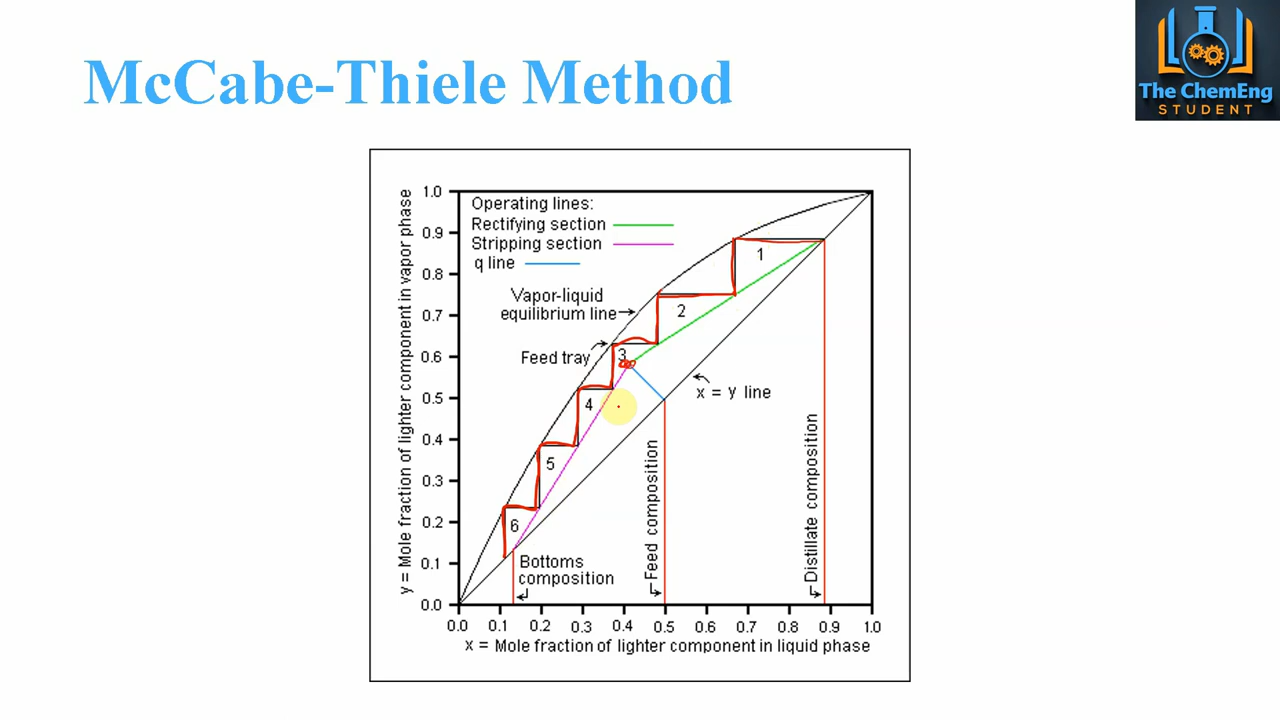 McCabe-Thiele Method
The ChemEng
STUDENT
y = Mole fraction of lighter component in vapor phase
1.0
0.9
0.8
0.7
0.6
0.5
0.4
0.3
0.2
0.1
0.0
Operating lines:
Rectifying section
Stripping section
q line
Vapor-liquid
equilibrium line
Feed tray
1
2
3
4
5
6
x = y line
Bottoms
composition
Feed composition
Distillate composition
0.0 0.1 0.2 0.3 0.4 0.5 0.6 0.7 0.8 0.9 1.0
x = Mole fraction of lighter component in liquid phase